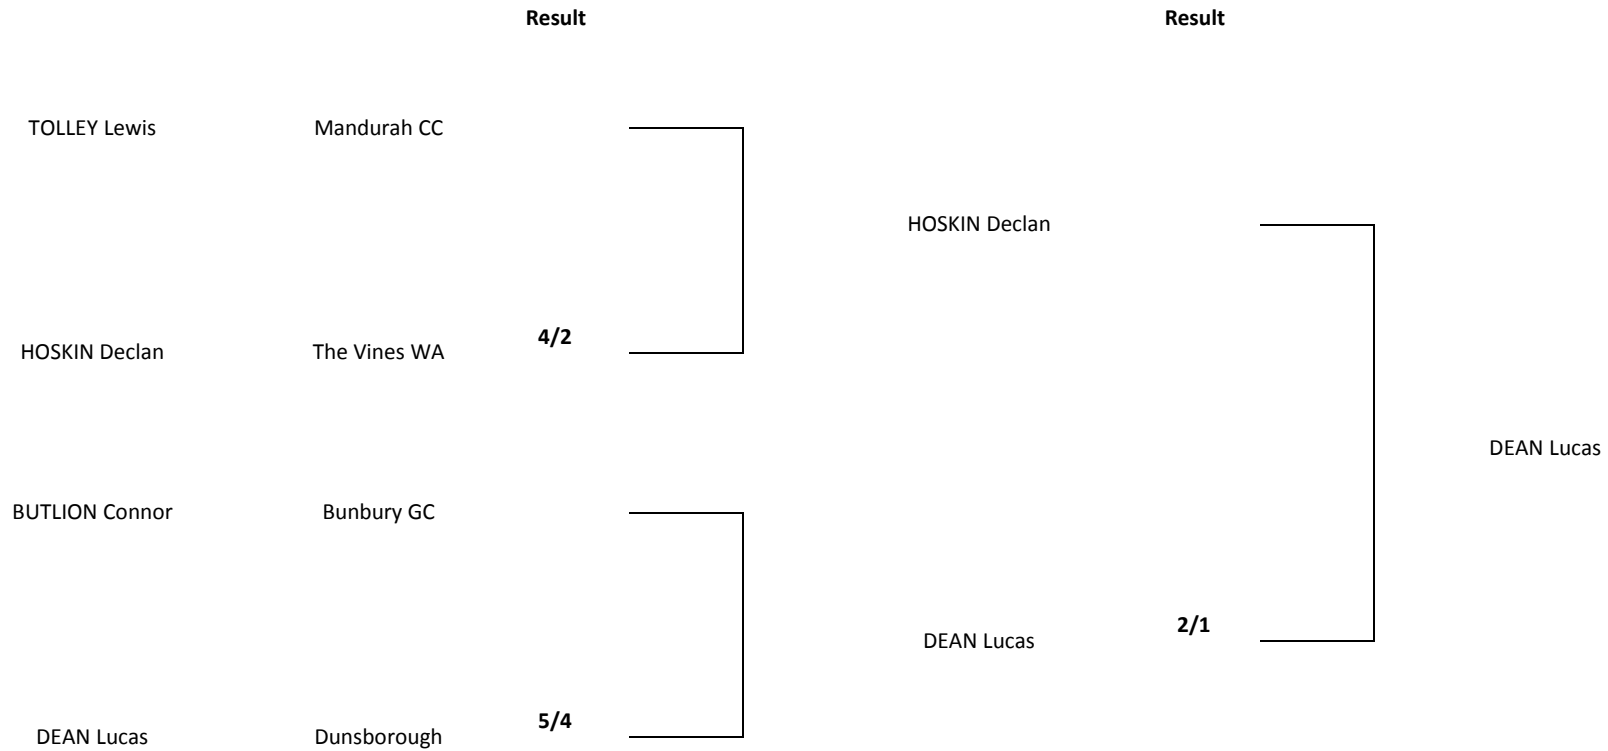 Result Result
TOLLEY Lewis Mandurah CC
HOSKIN Declan
4/2
HOSKIN Declan The Vines WA
DEAN Lucas
BUTLION Connor Bunbury GC
2/1
DEAN Lucas
5/4
DEAN Lucas Dunsborough